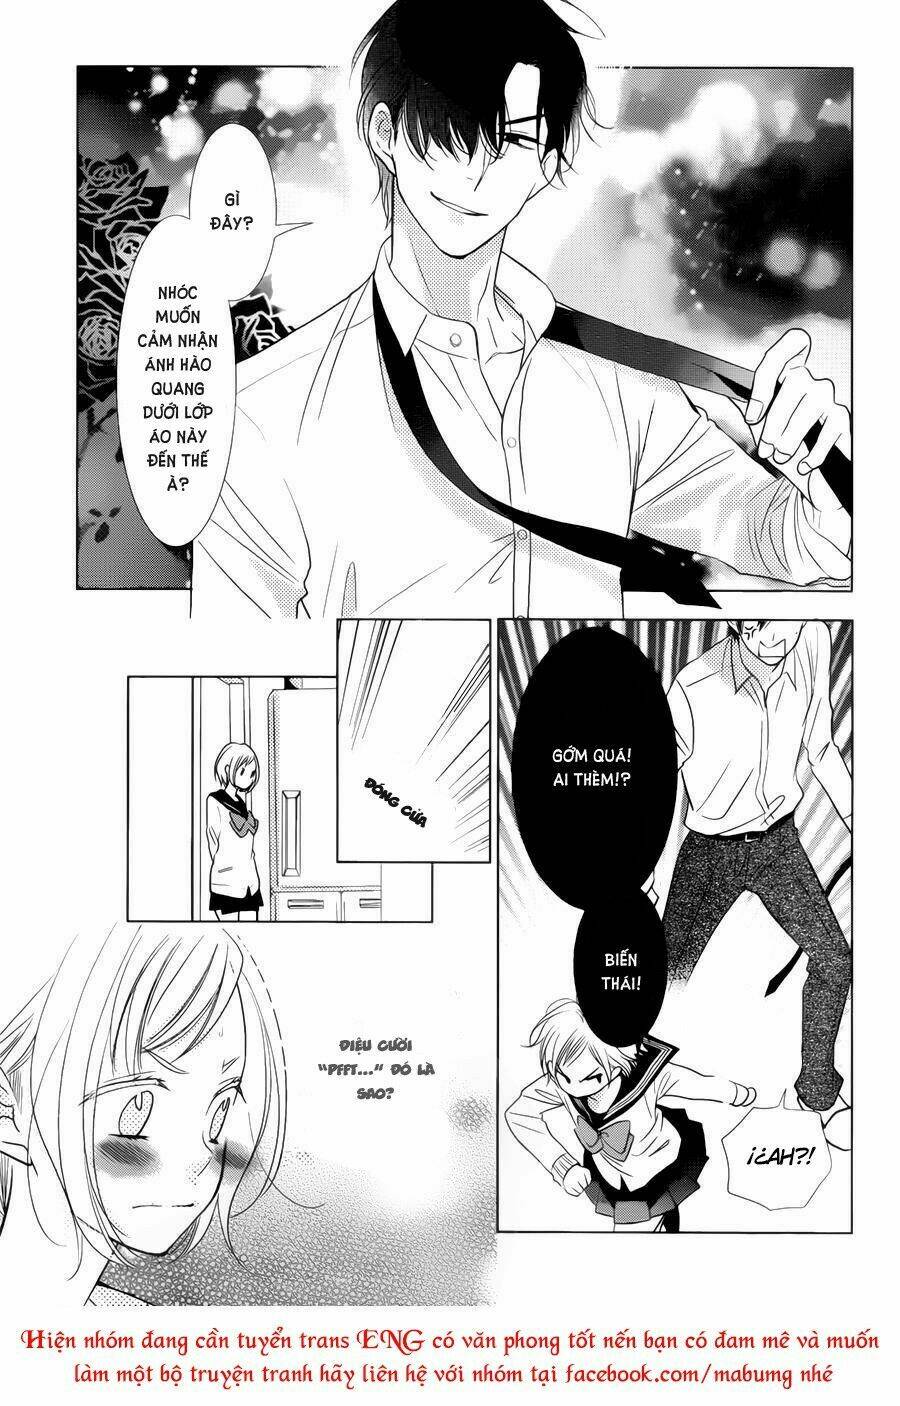 GÌ
ĐÂY?
NHÓC
MUỐN
CẢM NHẬN
ÁNH HÀO
QUANG
DƯỚI LỚP
ÁO NÀY
ĐẾN THẾ
À?
GỚM QUÁ!
AI THÈM!?
BIẾN
THÁI!
¡¿AH?!
ĐÓNG CỬA
ĐIỆU CƯỜI
“PFFT...” ĐÓ LÀ
SAO?
Hiện nhóm đang cần tuyển trans ENG có văn phong tốt nến bạn có đam mê và muốn
làm một bộ truyện tranh hãy liên hệ với nhóm tại facebook.com/mabumg nhé